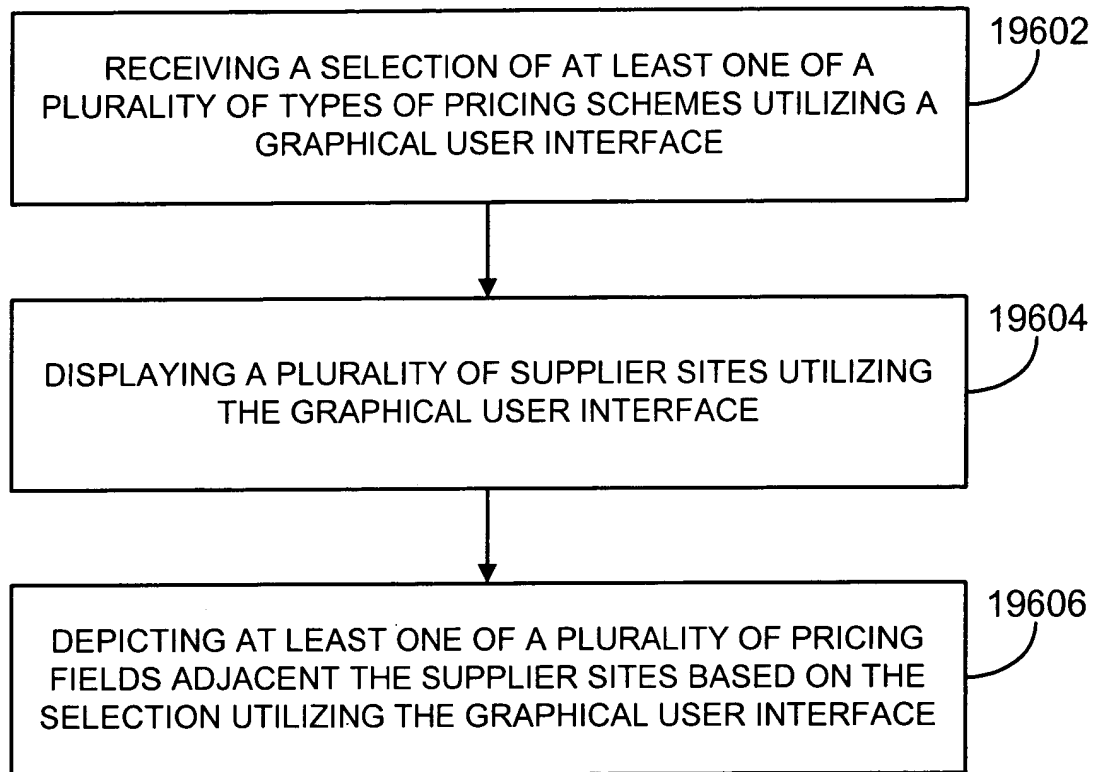 19602
RECEIVING A SELECTION OF AT LEAST ONE OF A
PLURALITY OF TYPES OF PRICING SCHEMES UTILIZING A
GRAPHICAL USER INTERFACE
19604
DISPLAYING A PLURALITY OF SUPPLIER SITES UTILIZING
THE GRAPHICAL USER INTERFACE
19606
DEPICTING AT LEAST ONE OF A PLURALITY OF PRICING
FIELDS ADJACENT THE SUPPLIER SITES BASED ON THE
SELECTION UTILIZING THE GRAPHICAL USER INTERFACE